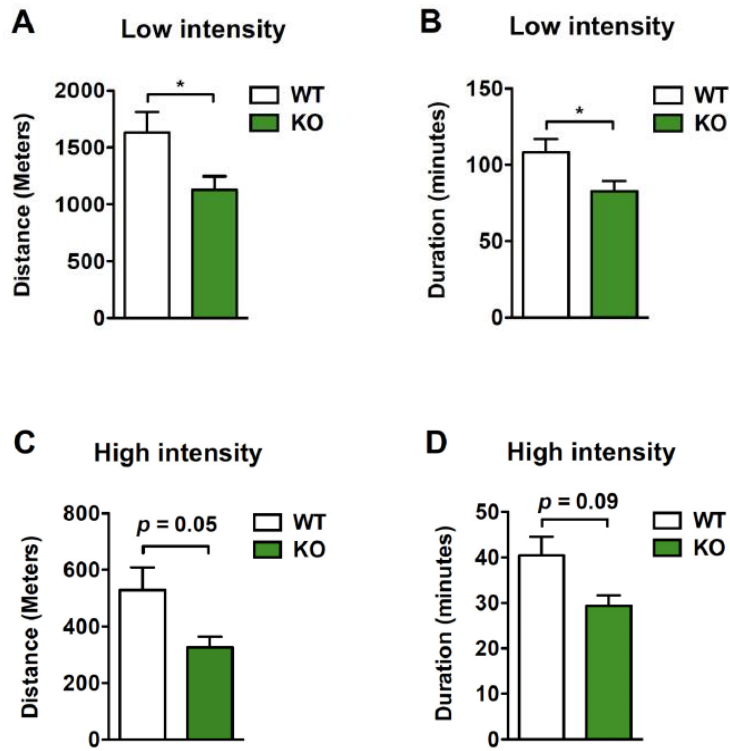 A
Low intensity
Distance (Meters)
2000
1500
1000
500
0
*
WT
KO
B
Low intensity
Duration (minutes)
150
100
50
0
*
WT
KO
C
High intensity
Distance (Meters)
800
600
400
200
0
p = 0.05
WT
KO
D
High intensity
Duration (minutes)
50
40
30
20
10
0
p = 0.09
WT
KO